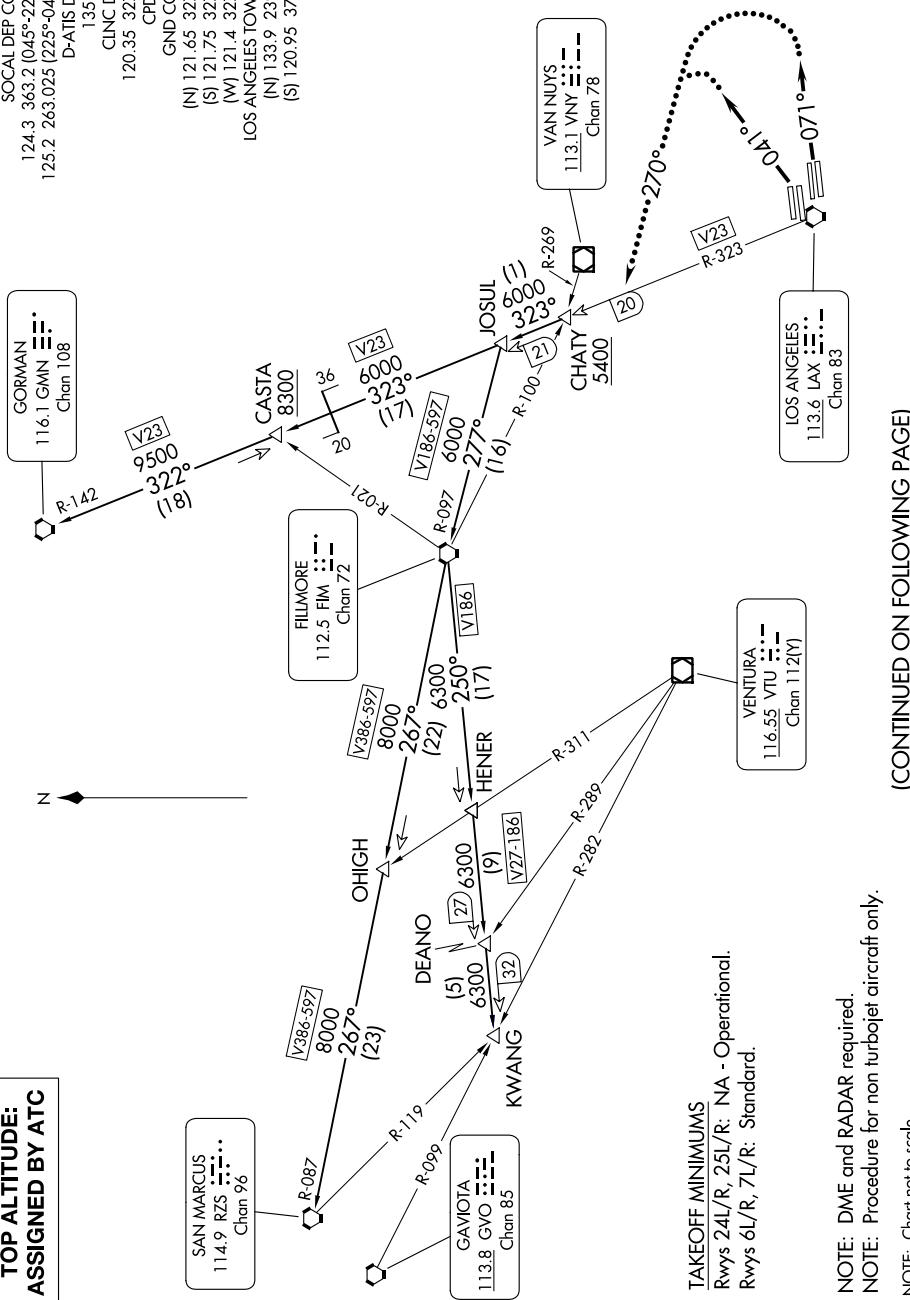 TOP ALTITUDE:
ASSIGNED BY ATC
SOCAL DEP CO
124.3 363.2 (045°-22
125.2 263.025 (225°-04
D-ATIS D
135
CLNC D
120.35 32
CPD
GND CO
(N) 121.65 32
(S) 121.75 32
(W) 121.4 32
LOS ANGELES TOW
(N) 133.9 23
(S) 120.95 37
N
GORMAN
116.1 GMN
Chan 108
R-142
V23
9500
322°
(18)
CASTA
8300
36
20
V23
6000
323°
(17)
JOSUL
(1)
6000
323°
21
CHATY
5400
R-269
VAN NUYS
113.1 VNY
Chan 78
20
V23
R-323
270°
041°
071°
LOS ANGELES
113.6 LAX
Chan 83
V186-597
6000
277°
(16)
R-097
R-100
R-021
FILLMORE
112.5 FIM
Chan 72
V386-597
8000
267°
(22)
V186
6300
250°
(17)
OHIGH
HENER
V27-186
6300
(9)
27
DEANO
(5)
6300
32
KWANG
R-311
R-289
R-282
VENTURA
116.55 VTU
Chan 112(Y)
V386-597
8000
267°
(23)
R-087
SAN MARCUS
114.9 RZS
Chan 96
R-119
R-099
GAVIOTA
113.8 GVO
Chan 85
TAKEOFF MINIMUMS
Rwys 24L/R, 25L/R: NA - Operational.
Rwys 6L/R, 7L/R: Standard.
NOTE: DME and RADAR required.
NOTE: Procedure for non turbojet aircraft only.
NOTE: Chart not to scale.
(CONTINUED ON FOLLOWING PAGE)